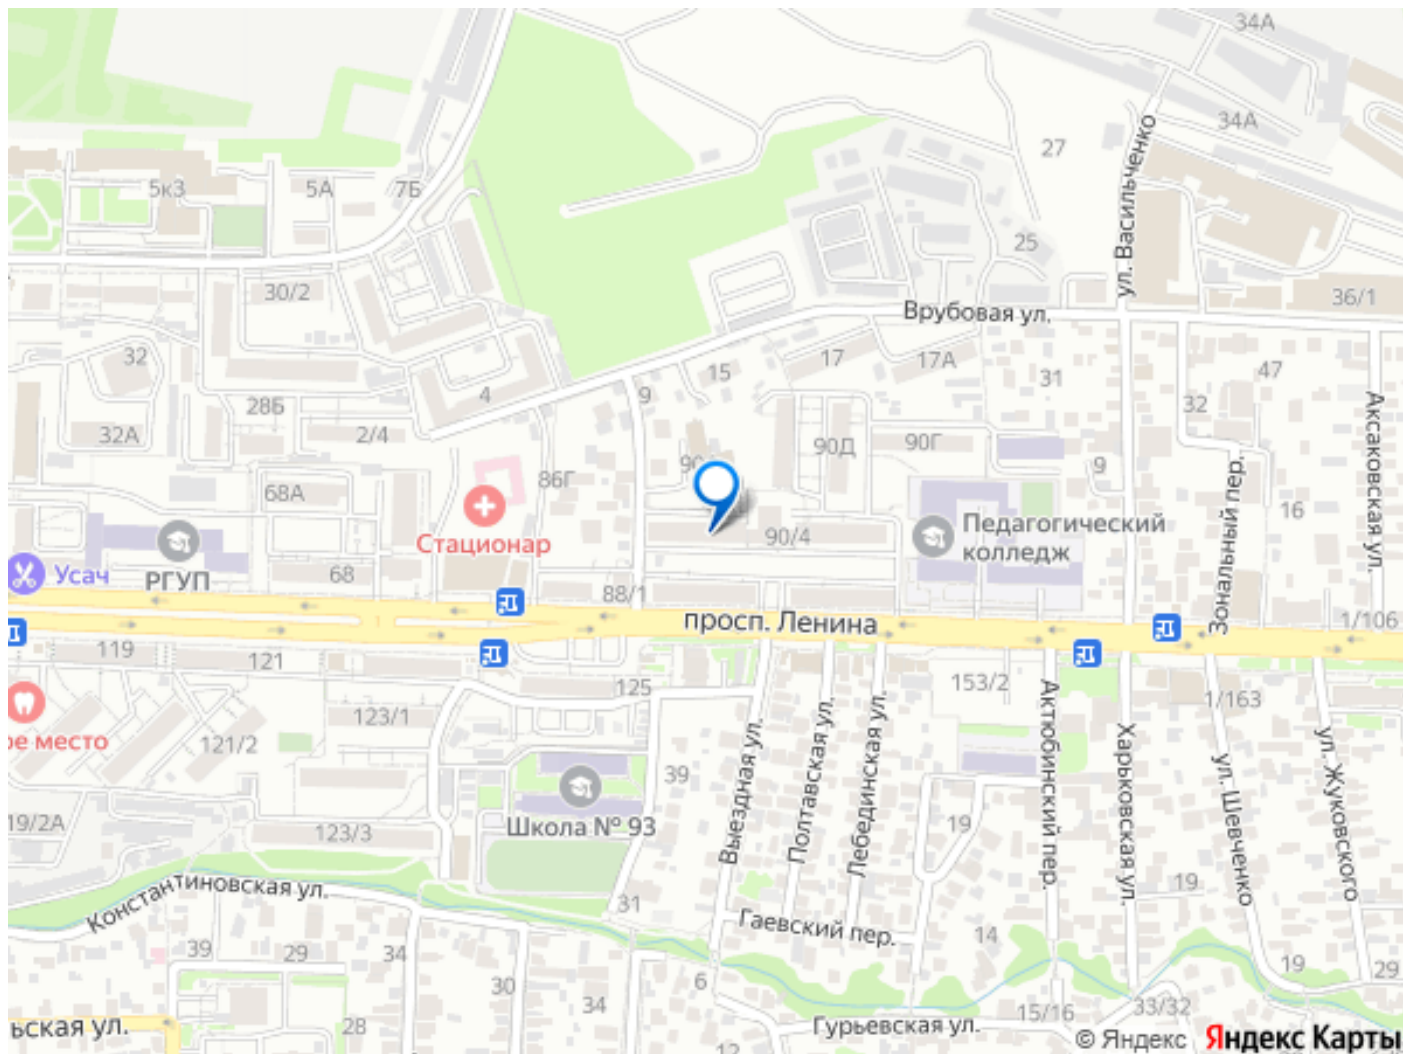 34А
34А
27
ул. Васильченко
5к3
5А
7Б
25
30/2
36/1
Врубовая ул.
32
17
17А
15
47
31
4
9
28Б
32
Аксаковская ул.
32А
2/4
90Д
90Г
9
86Г
68А
16
Зональный пер.
Стационар
90/4
Педагогический
колледж
Усач
РГУП
68
88/1
просп. Ленина
1/106
119
121
125
153/2
1/163
123/1
121/2
ое место
Выездная ул.
Полтавская ул.
Лебединская ул.
Актюбинский пер.
Харьковская ул.
ул. Шевченко
ул. Жуковского
39
Школа № 93
19/2А
123/3
19
19
Константиновская ул.
31
Гаевский пер.
39
29
34
14
19
29
30
6
34
15/16
33/32
ьская ул.
28
12
Гурьевская ул.
© Яндекс Яндекс Карты